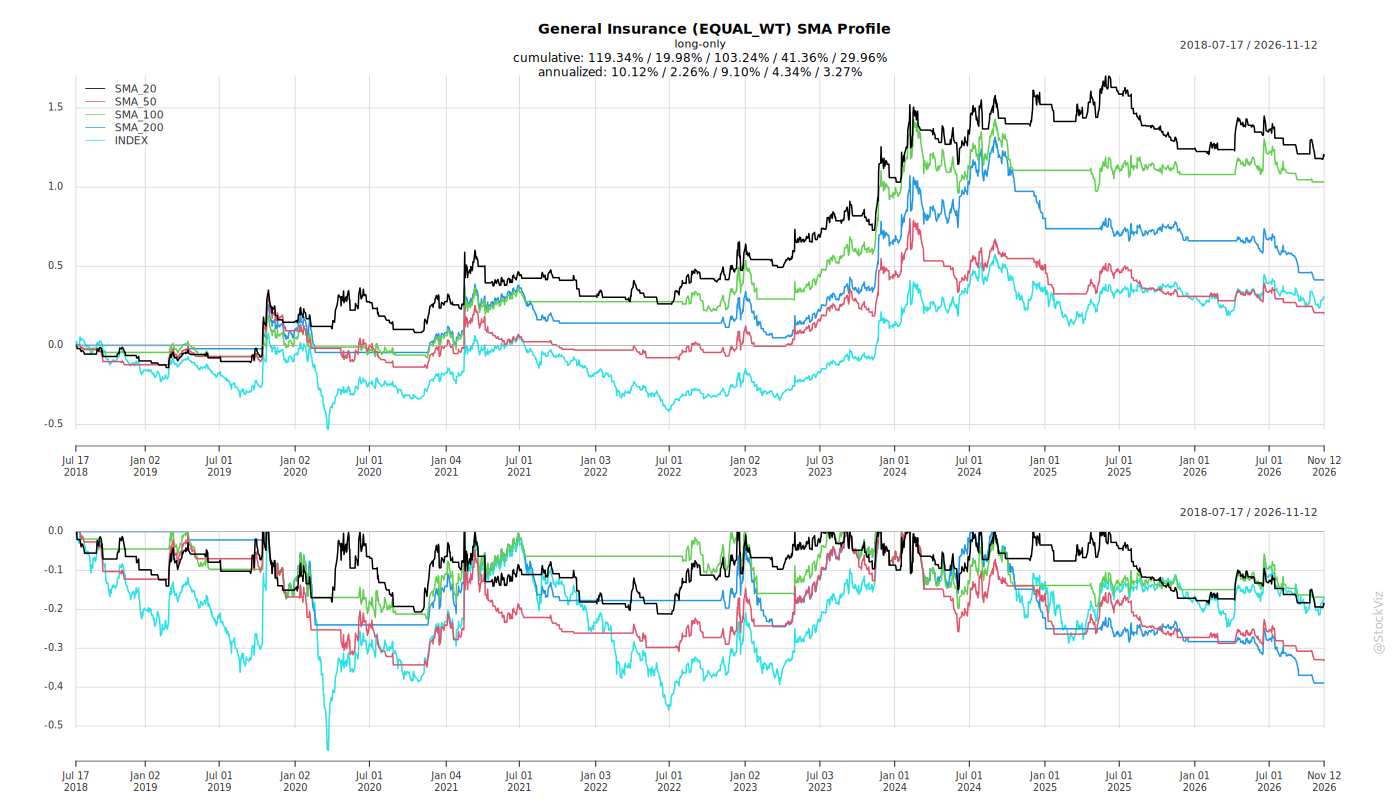 General Insurance (EQUAL_WT) SMA Profile
long-only
cumulative: 119.34% / 19.98% / 103.24% / 41.36% / 29.96%
annualized: 10.12% / 2.26% / 9.10% / 4.34% / 3.27%
2018-07-17 / 2026-11-12
SMA_20
SMA_50
SMA_100
SMA_200
INDEX
1.5
1.0
0.5
0.0
-0.5
Jul 17 Jan 02 Jul 01 Jan 02 Jul 01 Jan 04 Jul 01 Jan 03 Jul 01 Jan 02 Jul 03 Jan 01 Jul 01 Jan 01 Jul 01 Jan 01 Jul 01 Nov 12
2018 2019 2019 2020 2020 2021 2021 2022 2022 2023 2023 2024 2024 2025 2025 2026 2026 2026
2018-07-17 / 2026-11-12
0.0
-0.1
-0.2
-0.3
-0.4
-0.5
Jul 17 Jan 02 Jul 01 Jan 02 Jul 01 Jan 04 Jul 01 Jan 03 Jul 01 Jan 02 Jul 03 Jan 01 Jul 01 Jan 01 Jul 01 Jan 01 Jul 01 Nov 12
2018 2019 2019 2020 2020 2021 2021 2022 2022 2023 2023 2024 2024 2025 2025 2026 2026 2026
@StockViz